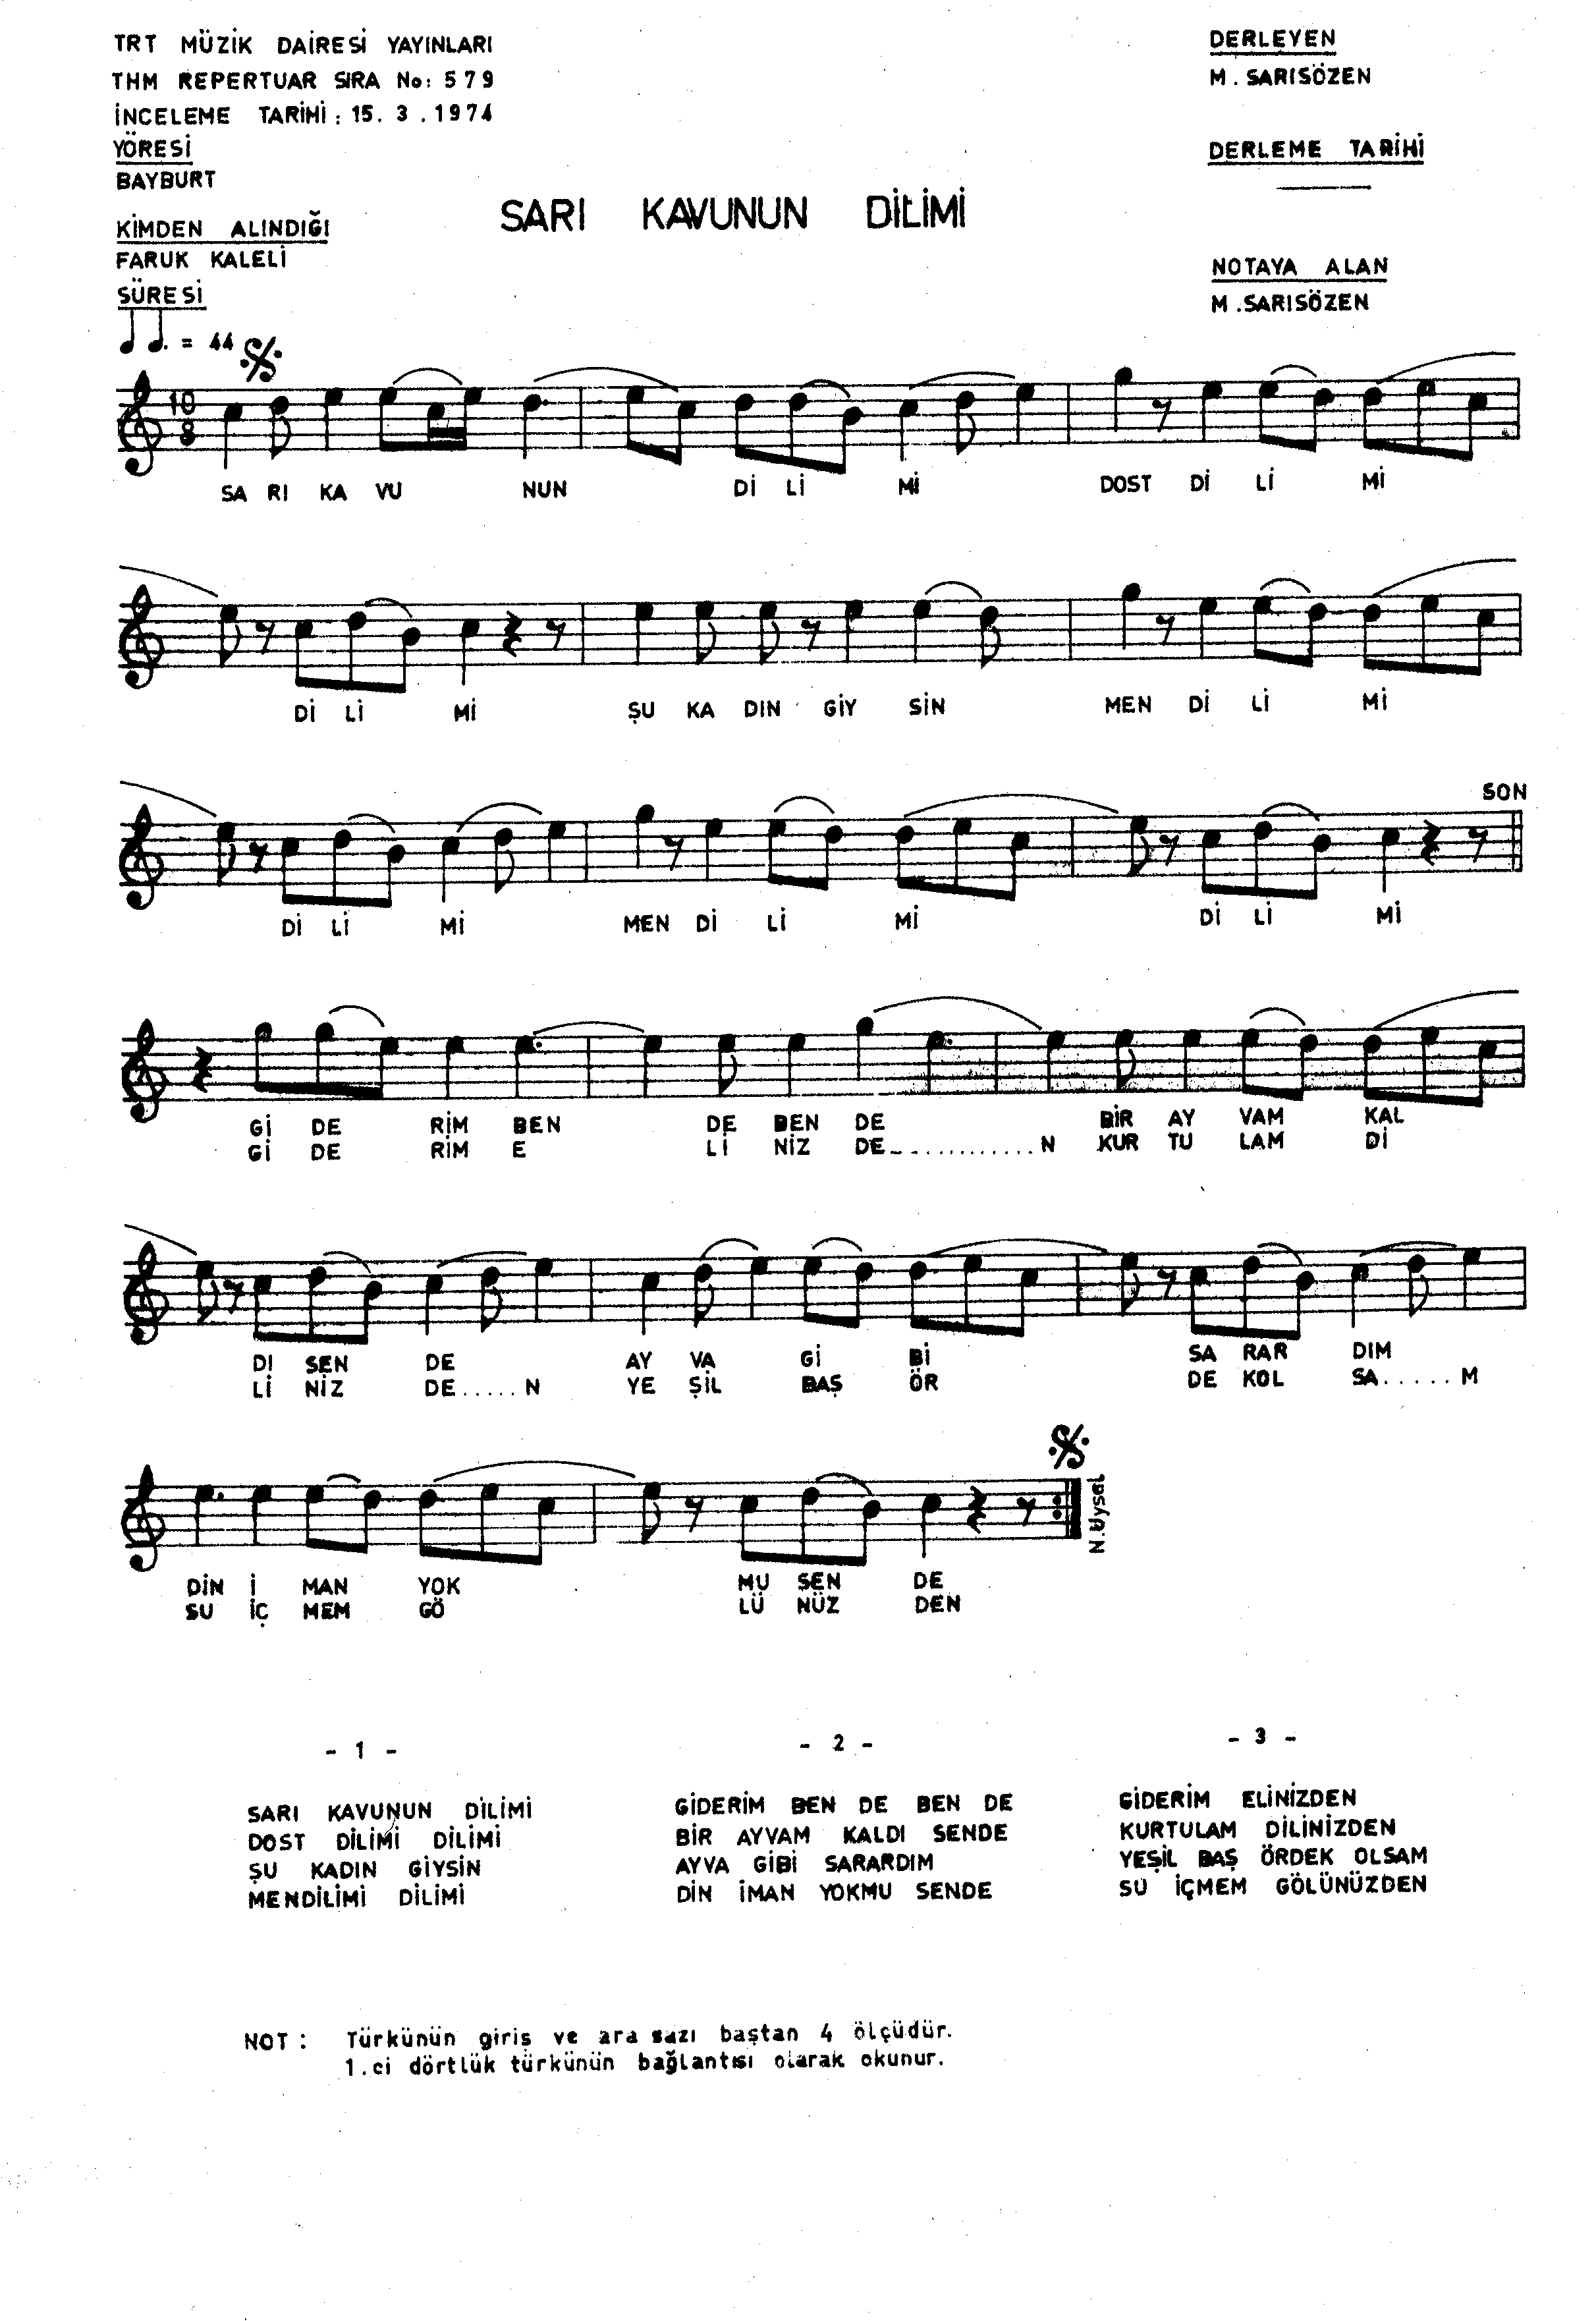 TRT MÜZİK DAİRESİ YAYINLARI
THM REPERTUAR SIRA No: 579
İNCELEME TARİHİ : 15. 3 . 1974
YÖRESİ
BAYBURT
KİMDEN ALINDIĞI
FARUK KALELİ
SÜRESİ
= 44
DERLEYEN
M. SARISÖZEN
DERLEME TARİHİ
NOTAYA ALAN
M. SARISÖZEN
SARI KAVUNUN DİLİMİ
10
8
SA RI KA VU NUN Dİ Lİ Mİ DOST Dİ Lİ Mİ
Dİ Lİ Mİ ŞU KA DIN GİY SİN MEN Dİ Lİ Mİ
SON
Dİ Lİ Mİ MEN Dİ Lİ Mİ Dİ Lİ Mİ
Gİ DE RİM BEN DE BEN DE BİR AY VAM KAL
Gİ DE RİM E Lİ NİZ DE............N KUR TU LAM Dİ
DI SEN DE AY VA Gİ Bİ SA RAR DIM
Lİ NİZ DE.....N YE ŞİL BAŞ ÖR DE KOL SA......M
N.Uysal
DİN İ MAN YOK MU SEN DE
SU İÇ MEM GÖ LÜ NÜZ DEN
- 1 -
SARI KAVUNUN DİLİMİ
DOST DİLİMİ DİLİMİ
ŞU KADIN GİYSİN
MENDİLİMİ DİLİMİ
- 2 -
GİDERİM BEN DE BEN DE
BİR AYVAM KALDI SENDE
AYVA GİBİ SARARDIM
DİN İMAN YOKMU SENDE
- 3 -
GİDERİM ELİNİZDEN
KURTULAM DİLİNİZDEN
YEŞİL BAŞ ÖRDEK OLSAM
SU İÇMEM GÖLÜNÜZDEN
NOT : Türkünün giriş ve ara sazı baştan 4 ölçüdür.
1.ci dörtlük türkünün bağlantısı olarak okunur.